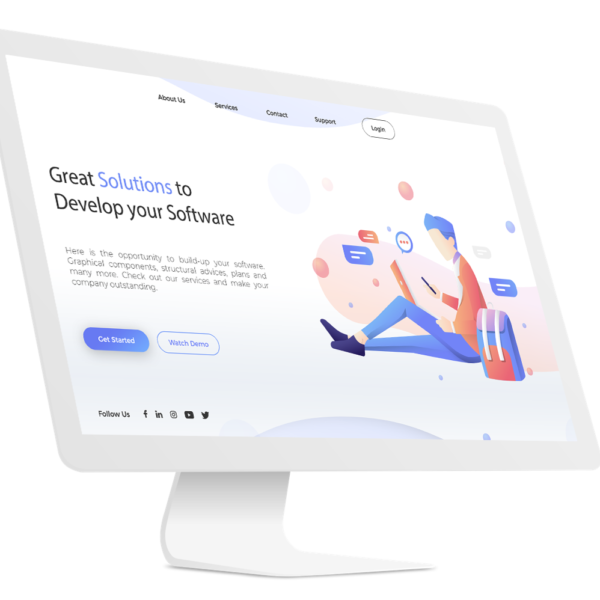 About Us Services Contact Support Login
Great Solutions to
Develop your Software
Here is the opportunity to build-up your software.
Graphical components, structural advices, plans and
many more. Check out our services and make your
company outstanding.
Get Started Watch Demo
Follow Us